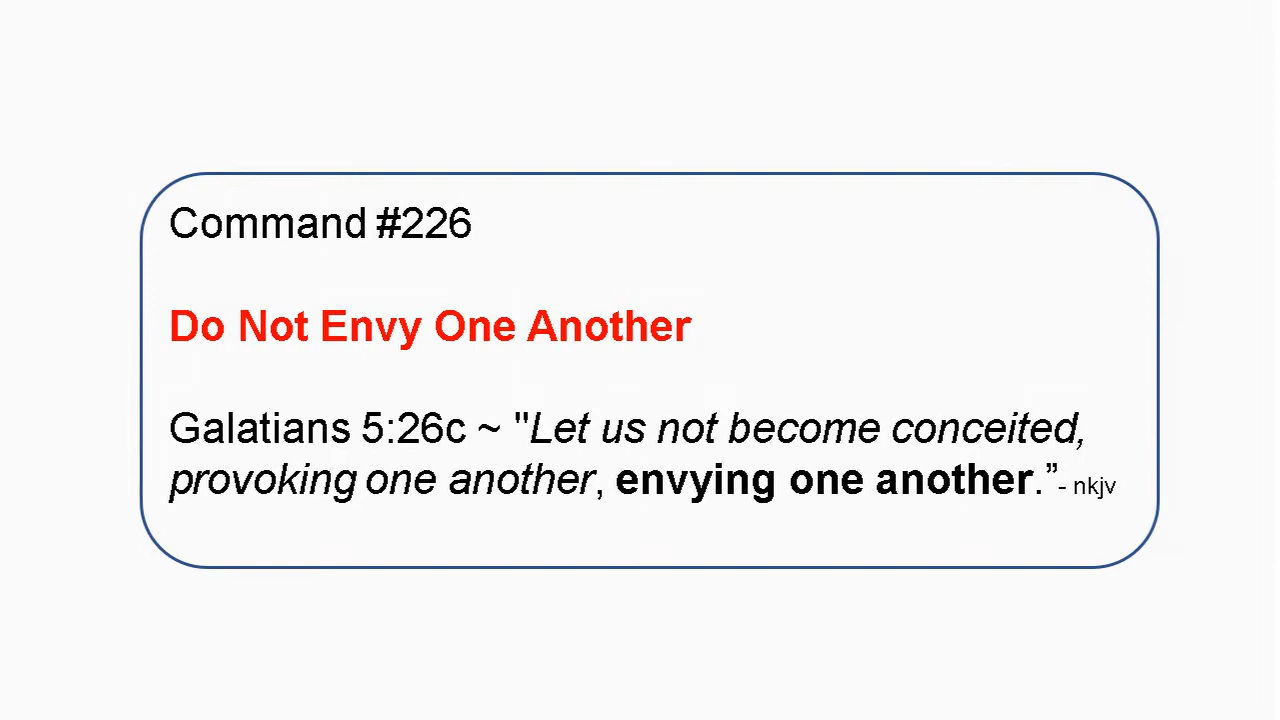 Command #226
Do Not Envy One Another
Galatians 5:26c ~ "Let us not become conceited,
provoking one another, envying one another.” - nkjv